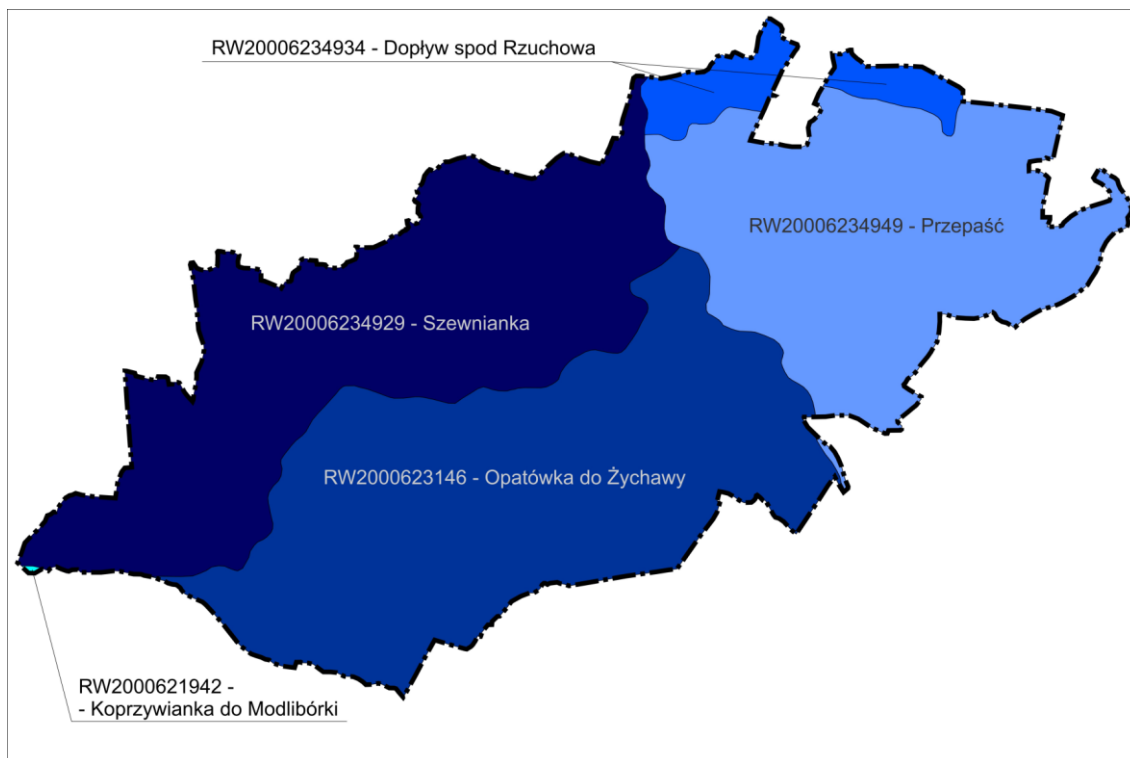 RW20006234934 - Dopływ spod Rzuchowa
RW20006234949 - Przepaść
RW20006234929 - Szewnianka
RW2000623146 - Opatówka do Żychawy
RW2000621942 -
- Koprzywianka do Modlibórki